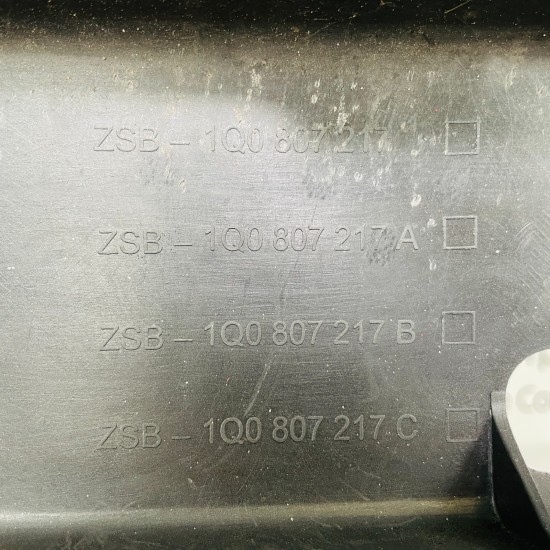 ZSB – 1Q0 807 217
ZSB – 1Q0 807 217 A
ZSB – 1Q0 807 217 B
ZSB – 1Q0 807 217 C